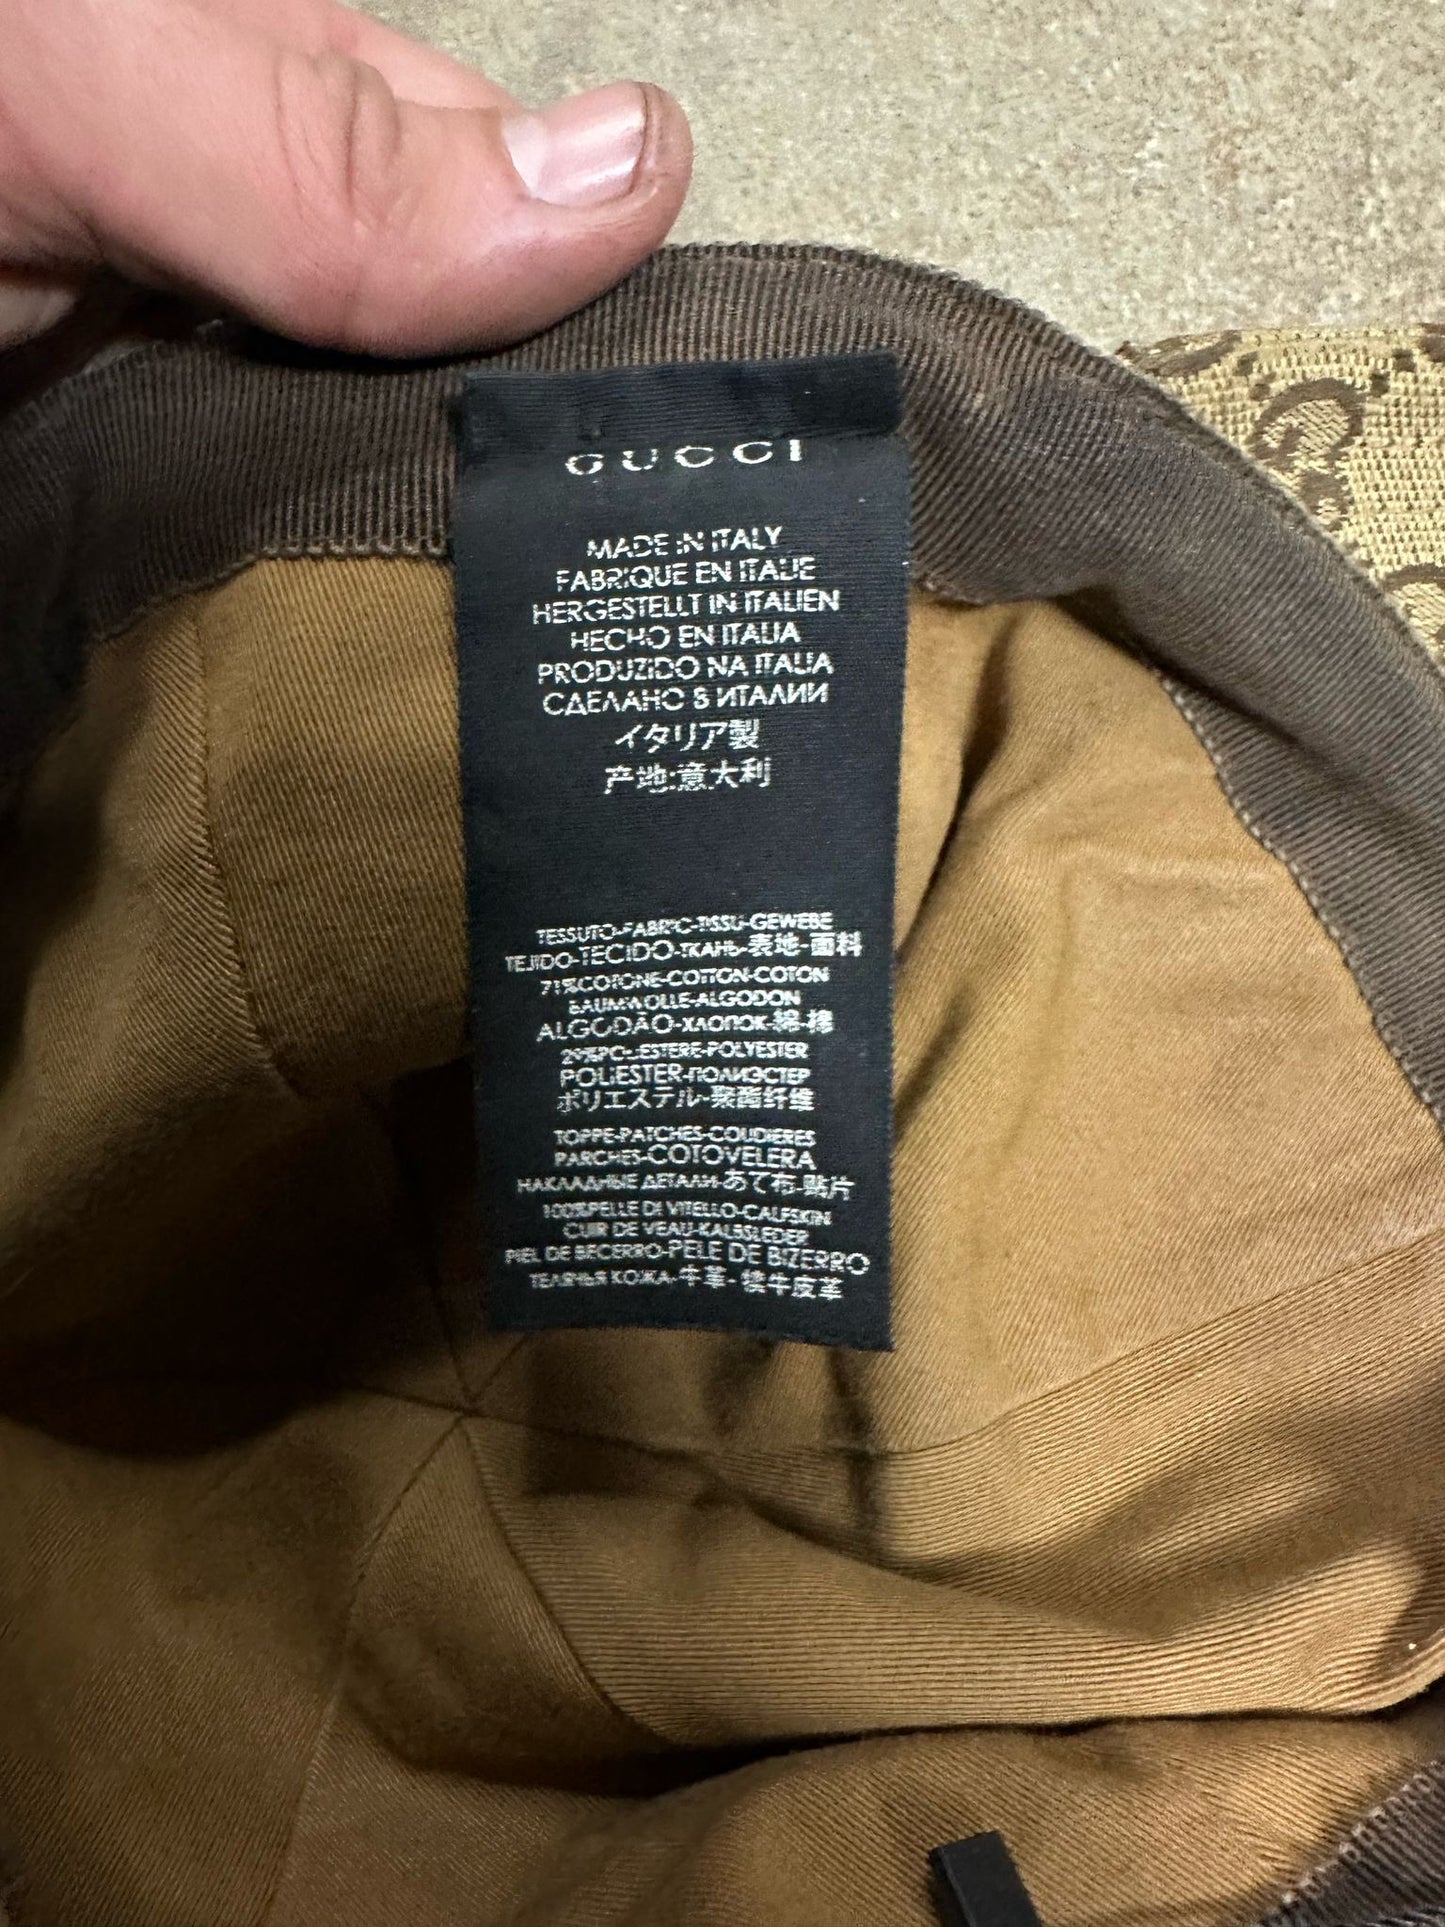 GUCCI
MADE IN ITALY
FABRIQUE EN ITALIE
HERGESTELLT IN ITALIEN
HECHO EN ITALIA
PRODUZIDO NA ITALIA
СДЕЛАНО В ИТАЛИИ
イタリア製
产地:意大利
TESSUTO-FABRIC-TISSU-GEWEBE
TEJIDO-TECIDO-ТКАНЬ-表地-面料
71%COTONE-COTTON-COTON
BAUMWOLLE-ALGODON
ALGODÃO-ХЛОПОК-綿-棉
29%POLIESTERE-POLYESTER
POLIESTER-ПОЛИЭСТЕР
ポリエステル-聚酯纤维
TOPPE-PATCHES-COUDIERES
PARCHES-COTOVELERA
НАКЛАДНЫЕ ДЕТАЛИ-あて布-贴片
100%PELLE DI VITELLO-CALFSKIN
CUIR DE VEAU-KALBSLEDER
PIEL DE BECERRO-PELE DE BIZERRO
ТЕЛЯЧЬЯ КОЖА-牛革-犊牛皮革